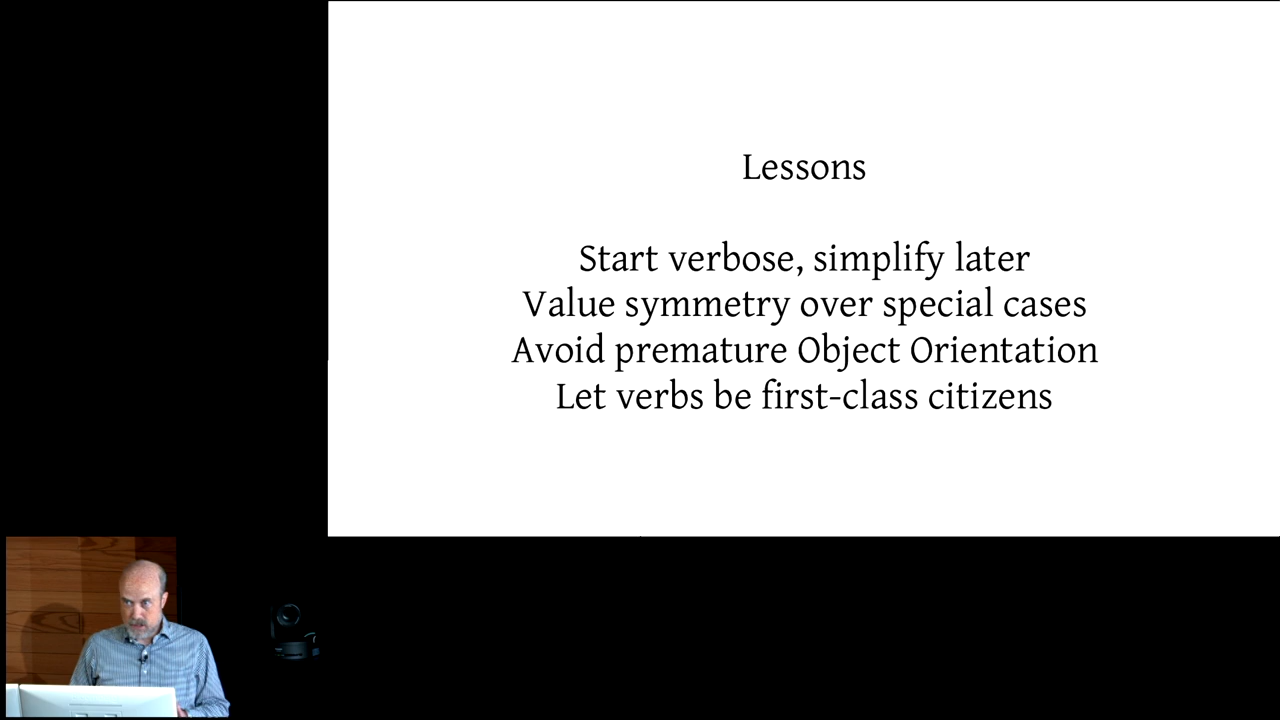 Lessons
Start verbose, simplify later
Value symmetry over special cases
Avoid premature Object Orientation
Let verbs be first-class citizens